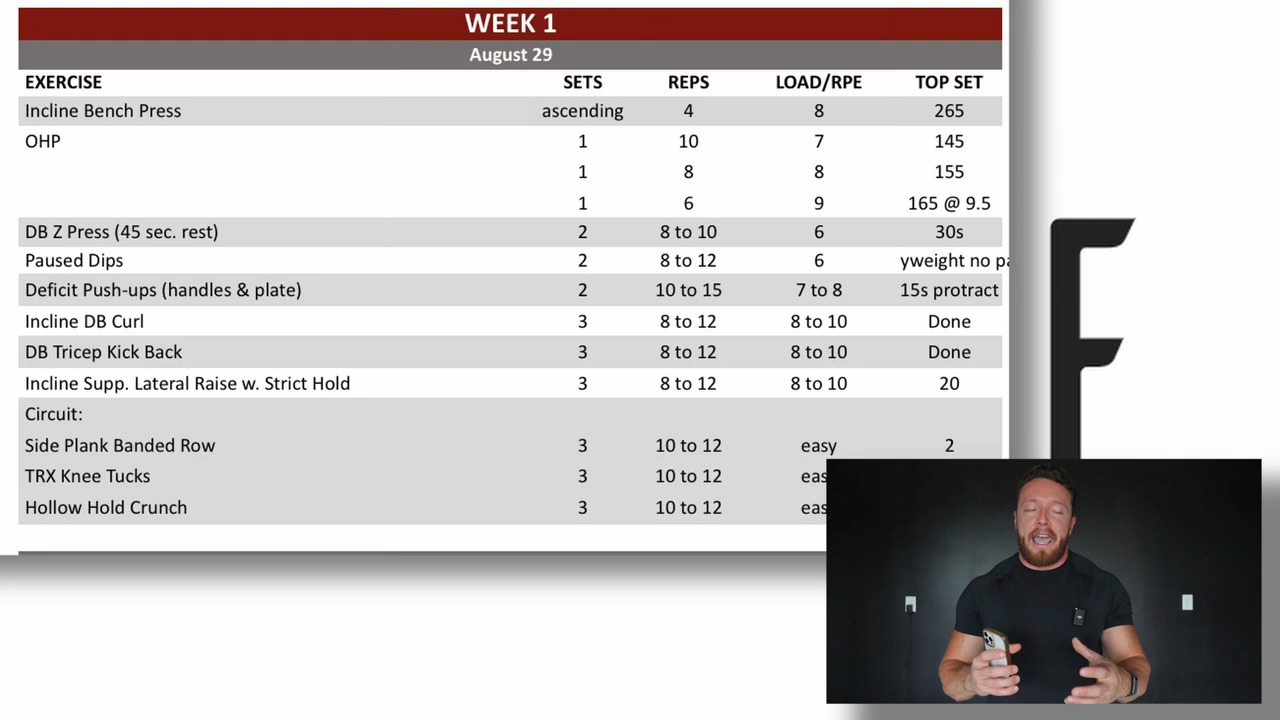 WEEK 1
August 29
EXERCISE SETS REPS LOAD/RPE TOP SET
Incline Bench Press ascending 4 8 265
OHP 1 10 7 145
1 8 8 155
1 6 9 165 @ 9.5
DB Z Press (45 sec. rest) 2 8 to 10 6 30s
Paused Dips 2 8 to 12 6 yweight no pa
Deficit Push-ups (handles & plate) 2 10 to 15 7 to 8 15s protract
Incline DB Curl 3 8 to 12 8 to 10 Done
DB Tricep Kick Back 3 8 to 12 8 to 10 Done
Incline Supp. Lateral Raise w. Strict Hold 3 8 to 12 8 to 10 20
Circuit:
Side Plank Banded Row 3 10 to 12 easy 2
TRX Knee Tucks 3 10 to 12 eas
Hollow Hold Crunch 3 10 to 12 eas
F